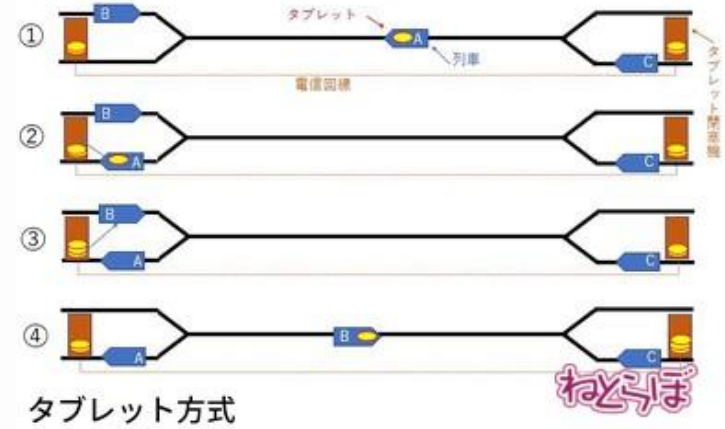 タブレット
① B A
列車
C
電信回線
タブレット閉塞機
② B
A C
③ B
A C
④ B
A C
タブレット方式
ねとらぼ